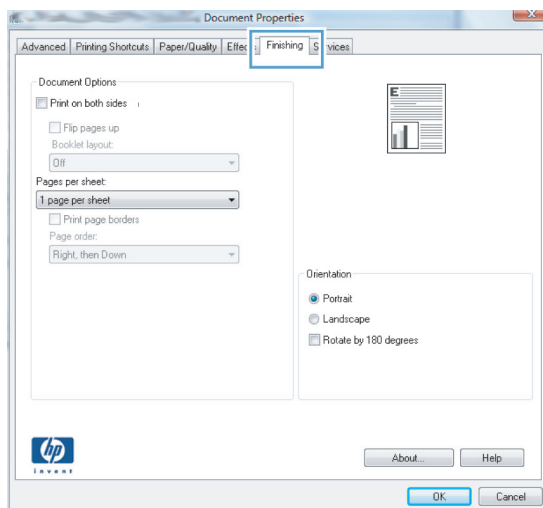 Document Properties
Advanced Printing Shortcuts Paper/Quality Finishing
Document Options
Print on both sides
Flip pages up
Booklet layout:
Off
Pages per sheet:
1 page per sheet
Print page borders
Page order:
Right, then Down
E
Orientation
Portrait
Landscape
Rotate by 180 degrees
hp
invent
About... Help
OK Cancel